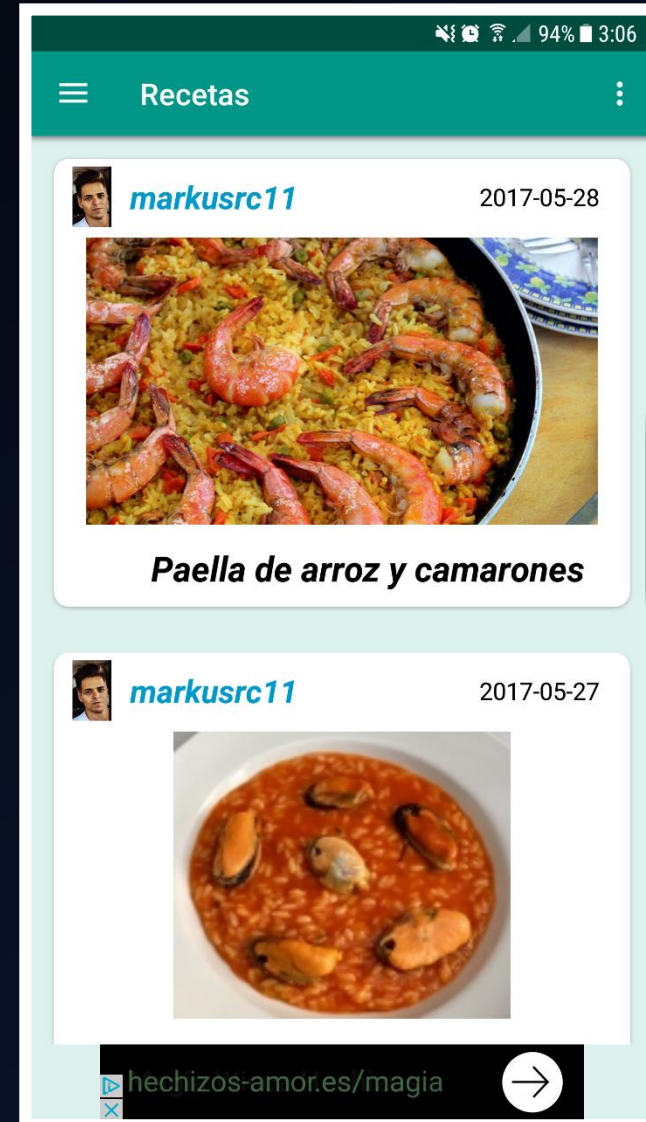 94% 3:06
Recetas
markusrc11 2017-05-28
Paella de arroz y camarones
markusrc11 2017-05-27
hechizos-amor.es/magia